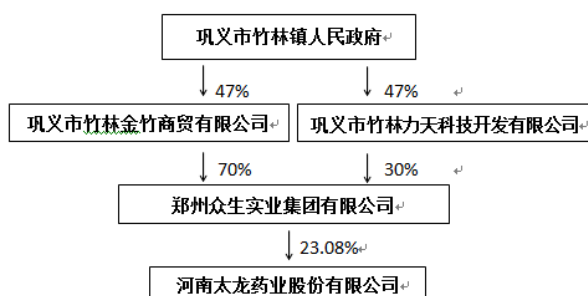 巩义市竹林镇人民政府
47% 47%
巩义市竹林金竹商贸有限公司 巩义市竹林力天科技开发有限公司
70% 30%
郑州众生实业集团有限公司
23.08%
河南太龙药业股份有限公司